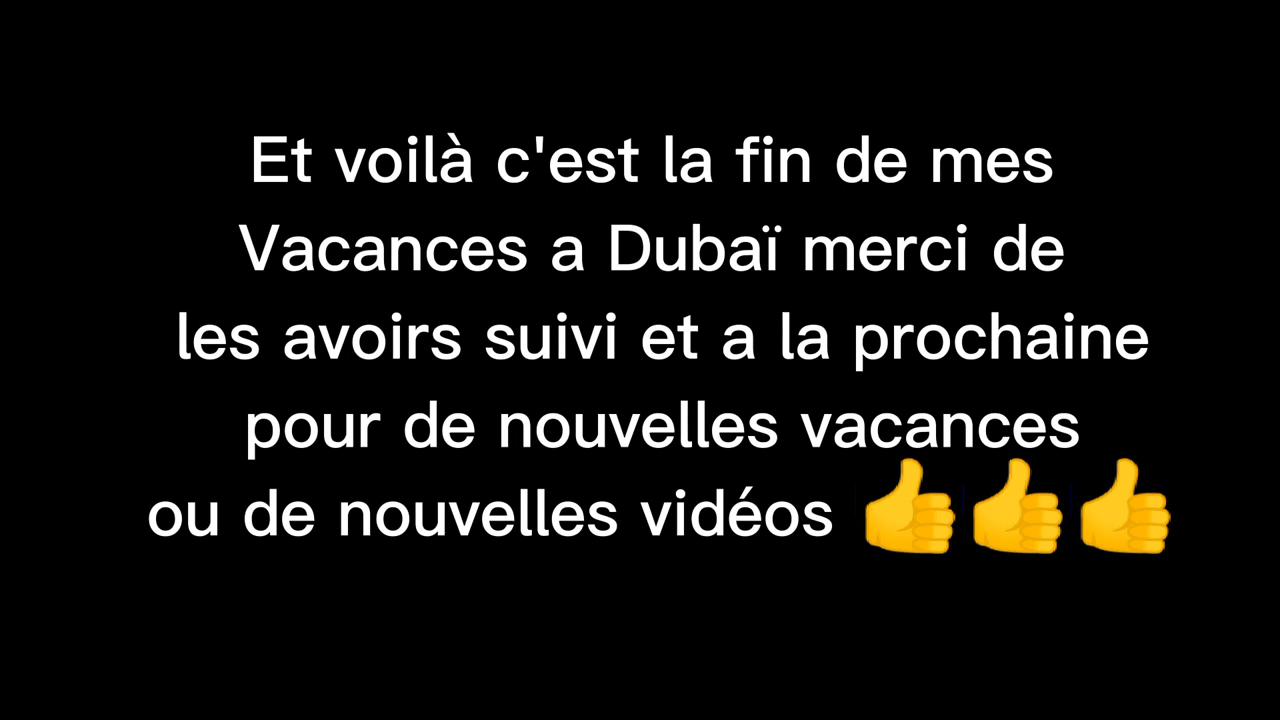 Et voilà c'est la fin de mes
Vacances a Dubaï merci de
les avoirs suivi et a la prochaine
pour de nouvelles vacances
ou de nouvelles vidéos 👍👍👍